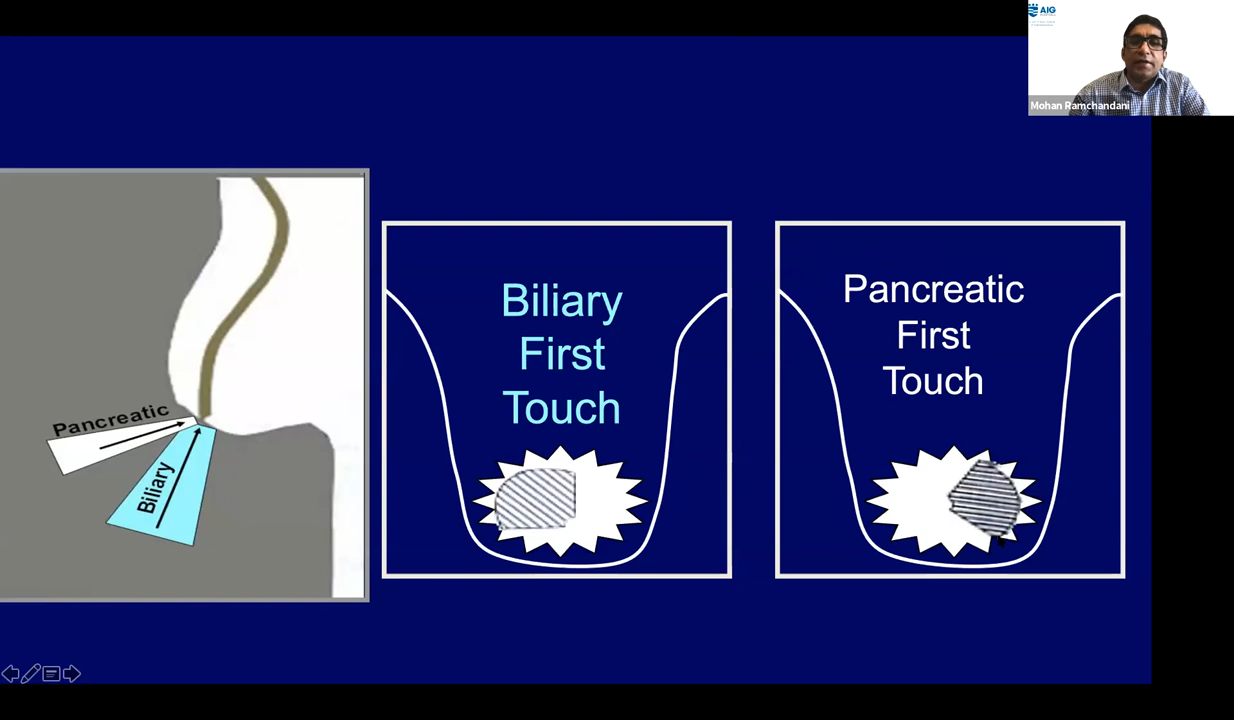 AIG
Mohan Ramchandani
Pancreatic
Biliary
Biliary
First
Touch
Pancreatic
First
Touch